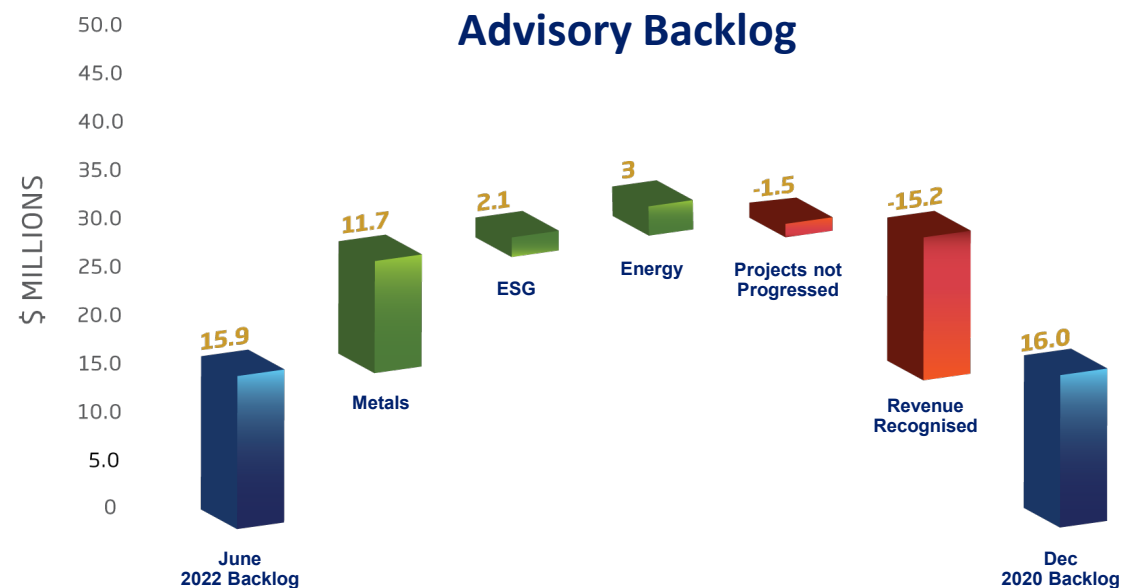 Advisory Backlog
$ MILLIONS
50.0
45.0
40.0
35.0
30.0
25.0
20.0
15.0
10.0
5.0
0
15.9
June
2022 Backlog
11.7
Metals
2.1
ESG
3
Energy
-1.5
Projects not
Progressed
-15.2
Revenue
Recognised
16.0
Dec
2020 Backlog